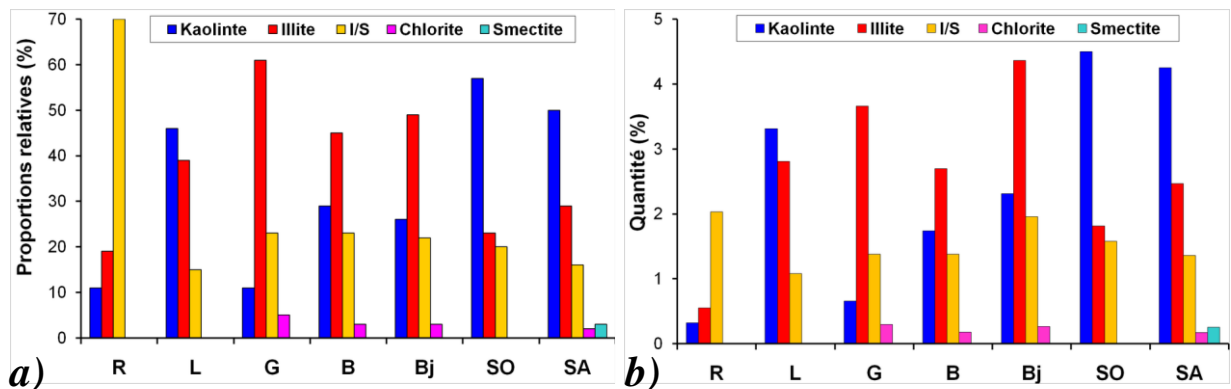 Kaolinte Illite I/S Chlorite Smectite
Proportions relatives (%)
70
60
50
40
30
20
10
0
R L G B Bj SO SA
a)
Kaolinte Illite I/S Chlorite Smectite
Quantité (%)
5
4
3
2
1
0
R L G B Bj SO SA
b)